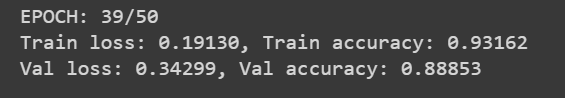 EPOCH: 39/50
Train loss: 0.19130, Train accuracy: 0.93162
Val loss: 0.34299, Val accuracy: 0.88853